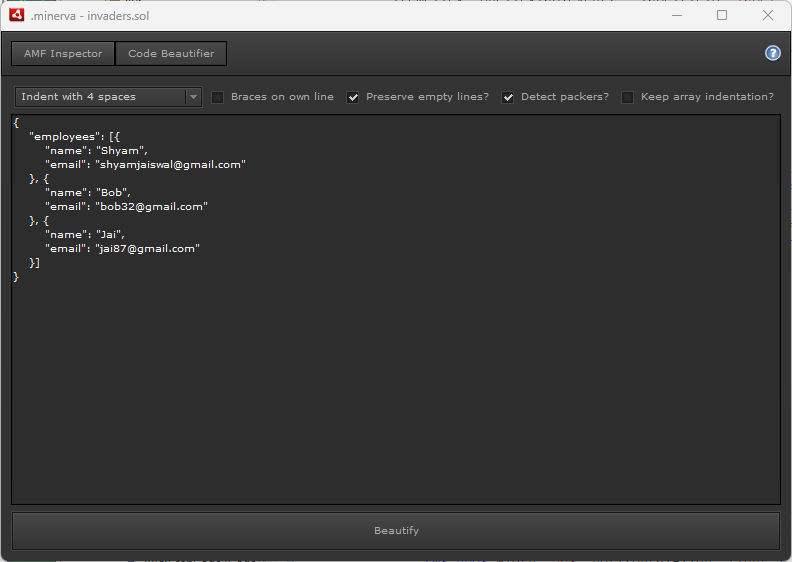 .minerva - invaders.sol
AMF Inspector Code Beautifier
?
Indent with 4 spaces Braces on own line Preserve empty lines? Detect packers? Keep array indentation?
{
    "employees": [{
        "name": "Shyam",
        "email": "shyamjaiswal@gmail.com"
    }, {
        "name": "Bob",
        "email": "bob32@gmail.com"
    }, {
        "name": "Jai",
        "email": "jai87@gmail.com"
    }]
}
Beautify